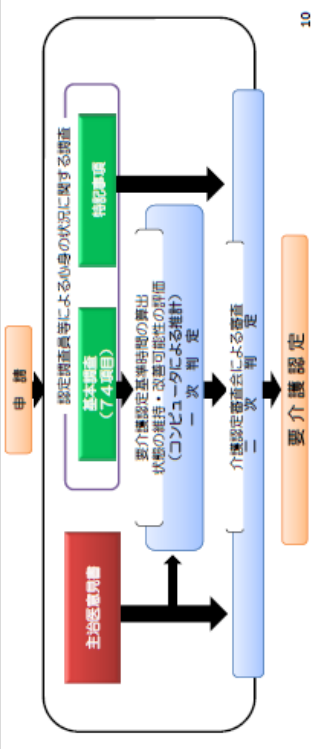 申 請
認定調査員等による心身の状況に関する調査
主治医意見書
基本調査
(74項目)
特記事項
要介護認定基準時間の算出
状態の維持・改善可能性の評価
(コンピュータによる推計)
一 次 判 定
介護認定審査会による審査
二 次 判 定
要 介 護 認 定
10